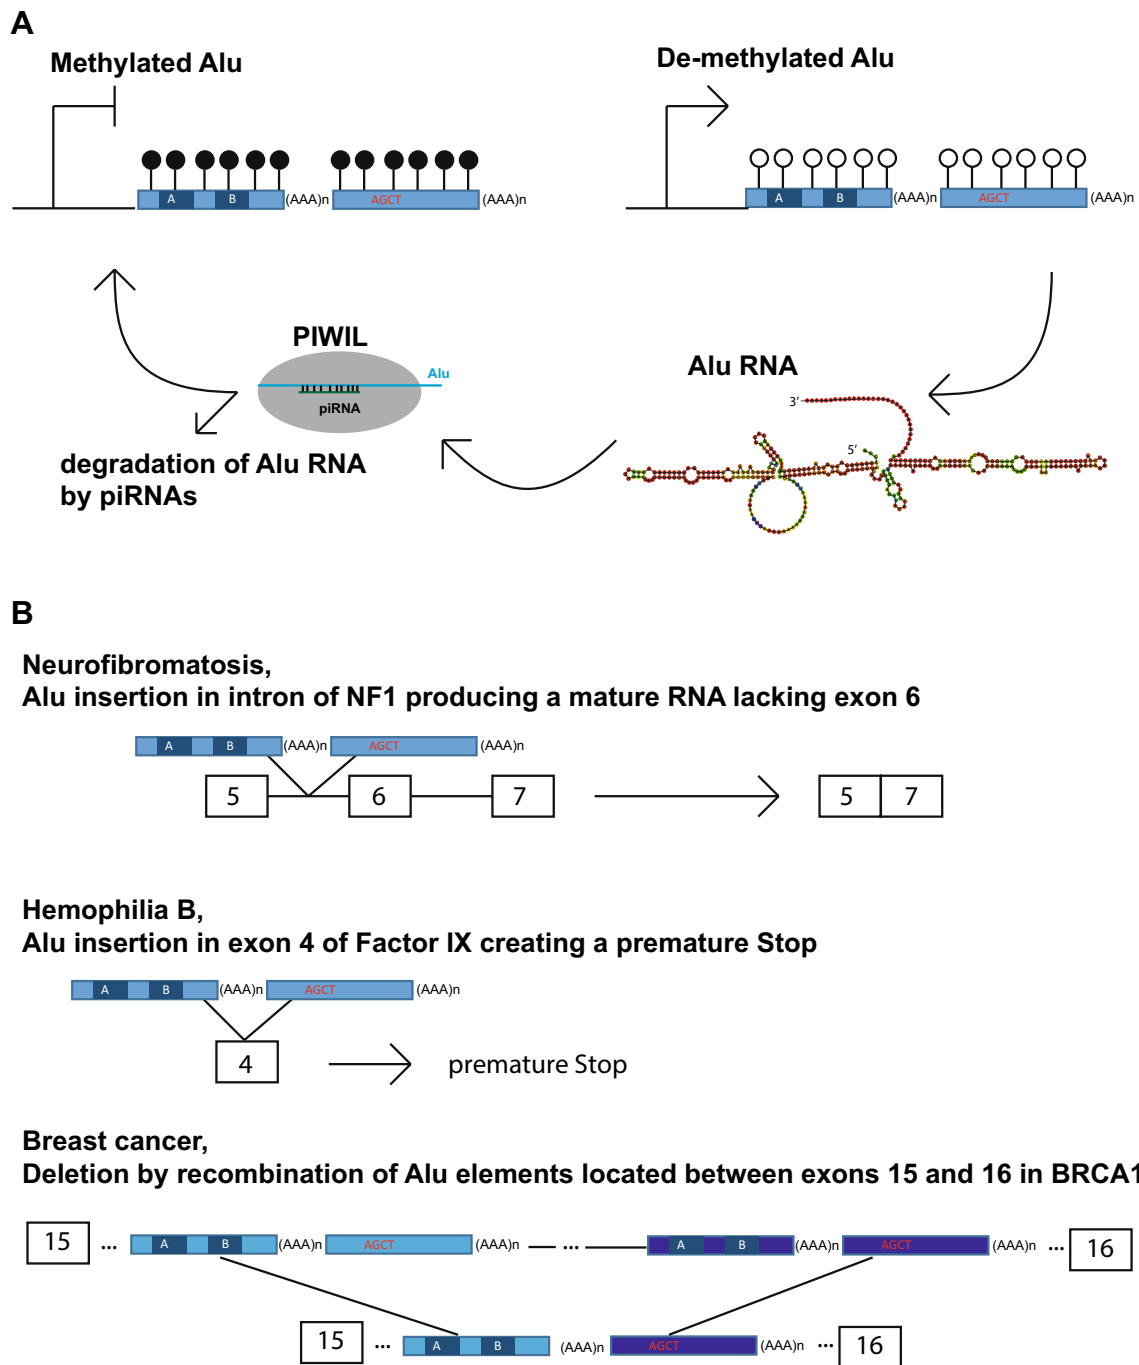 A
Methylated Alu
De-methylated Alu
A B (AAA)n AGCT (AAA)n
A B (AAA)n AGCT (AAA)n
PIWIL
Alu
piRNA
Alu RNA
3'
5'
degradation of Alu RNA
by piRNAs
B
Neurofibromatosis,
Alu insertion in intron of NF1 producing a mature RNA lacking exon 6
A B (AAA)n AGCT (AAA)n
5 6 7 5 7
Hemophilia B,
Alu insertion in exon 4 of Factor IX creating a premature Stop
A B (AAA)n AGCT (AAA)n
4 premature Stop
Breast cancer,
Deletion by recombination of Alu elements located between exons 15 and 16 in BRCA1
15 ... A B (AAA)n AGCT (AAA)n ... A B (AAA)n AGCT (AAA)n ... 16
15 ... A B (AAA)n AGCT (AAA)n ... 16